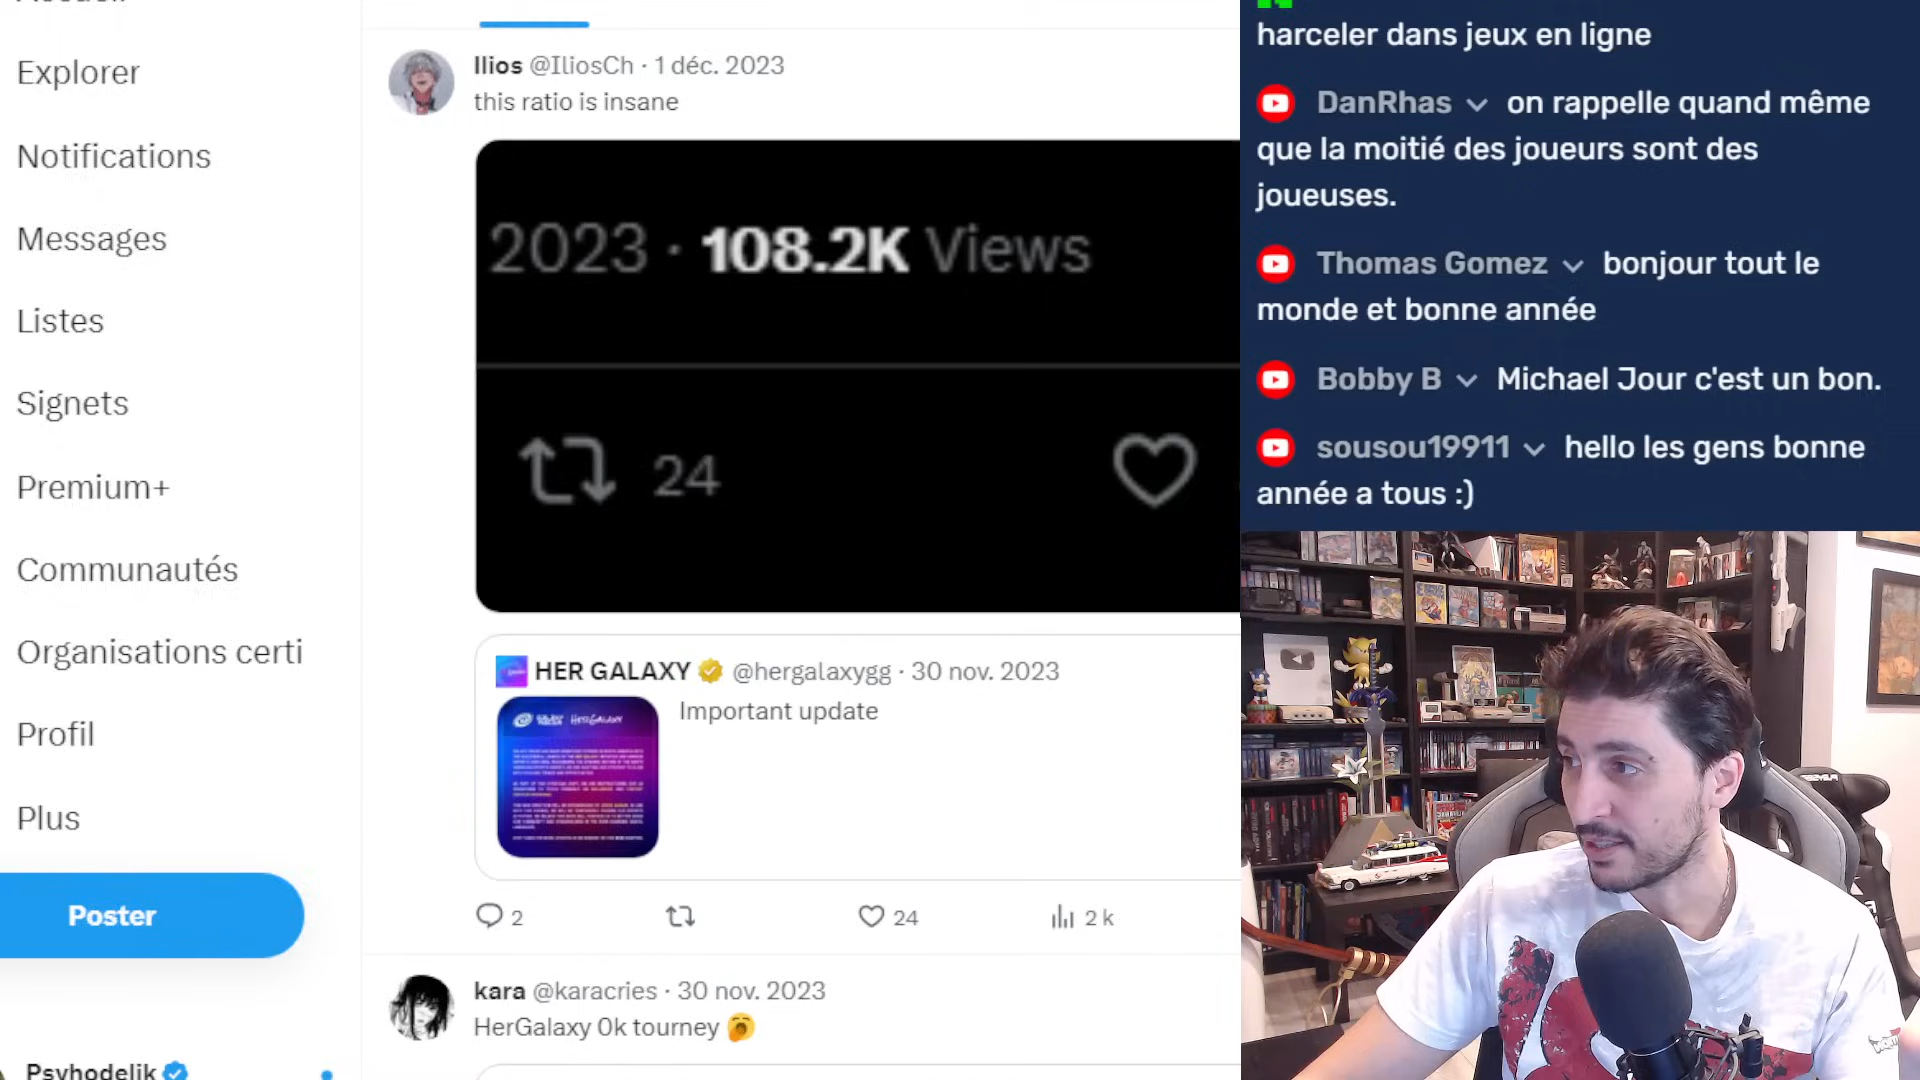 Explorer
Notifications
Messages
Listes
Signets
Premium+
Communautés
Organisations certi
Profil
Plus
Poster
Psyhodelik
Ilios @IliosCh · 1 déc. 2023
this ratio is insane
2023 · 108.2K Views
24
HER GALAXY @hergalaxygg · 30 nov. 2023
Important update
2
24
2 k
kara @karacries · 30 nov. 2023
HerGalaxy 0k tourney 🥱
harceler dans jeux en ligne
DanRhas on rappelle quand même
que la moitié des joueurs sont des
joueuses.
Thomas Gomez bonjour tout le
monde et bonne année
Bobby B Michael Jour c'est un bon.
sousou19911 hello les gens bonne
année a tous :)